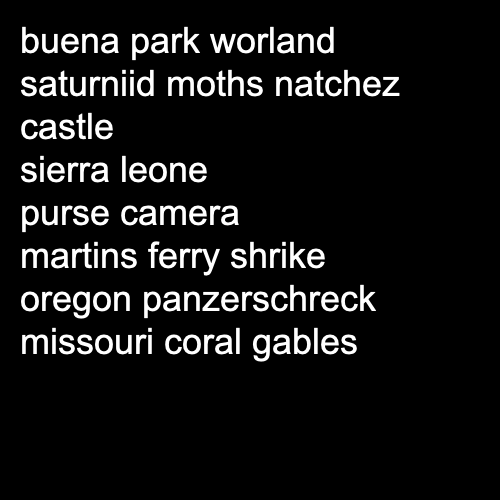 buena park worland
saturniid moths natchez
castle
sierra leone
purse camera
martins ferry shrike
oregon panzerschreck
missouri coral gables